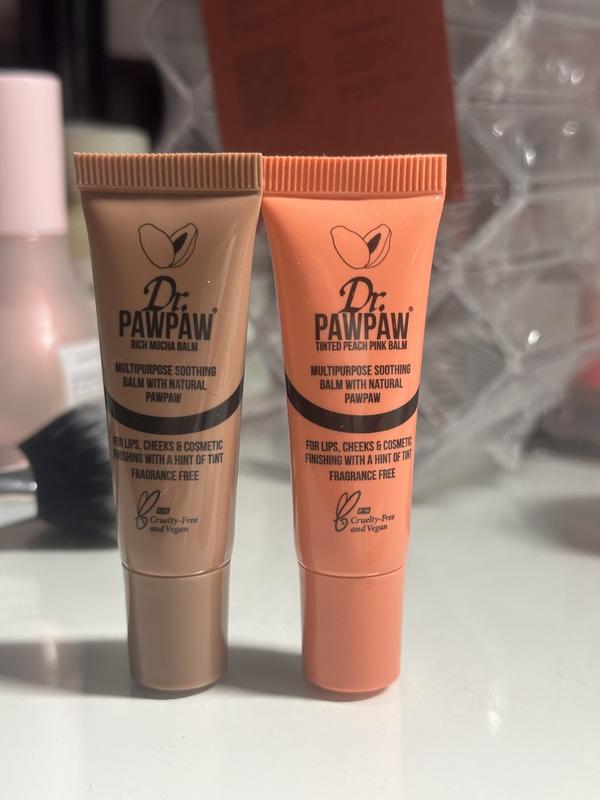 Dr.
PAWPAW®
RICH MOCHA BALM
MULTIPURPOSE SOOTHING
BALM WITH NATURAL
PAWPAW
FOR LIPS, CHEEKS & COSMETIC
FINISHING WITH A HINT OF TINT
FRAGRANCE FREE
Cruelty-Free
and Vegan
Dr.
PAWPAW®
TINTED PEACH PINK BALM
MULTIPURPOSE SOOTHING
BALM WITH NATURAL
PAWPAW
FOR LIPS, CHEEKS & COSMETIC
FINISHING WITH A HINT OF TINT
FRAGRANCE FREE
Cruelty-Free
and Vegan